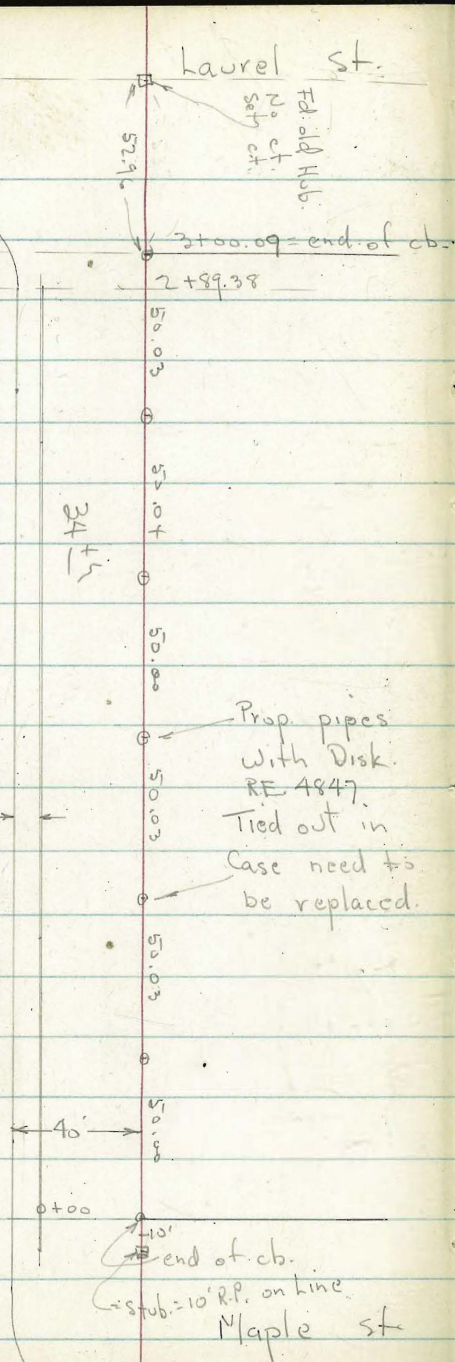 Laurel St.
Fd. old Hub.
No ct.
Set ct.
52.96
3+00.09 = end of cb.
2+89.38
50.03
50.04
34 ±
50.00
Prop. pipes
With Disk.
RE 4847
Tied out in
Case need to
be replaced.
50.03
50.03
50.00
40'
0+00
10'
end of cb.
stub. = 10' R.P. on Line
Maple St